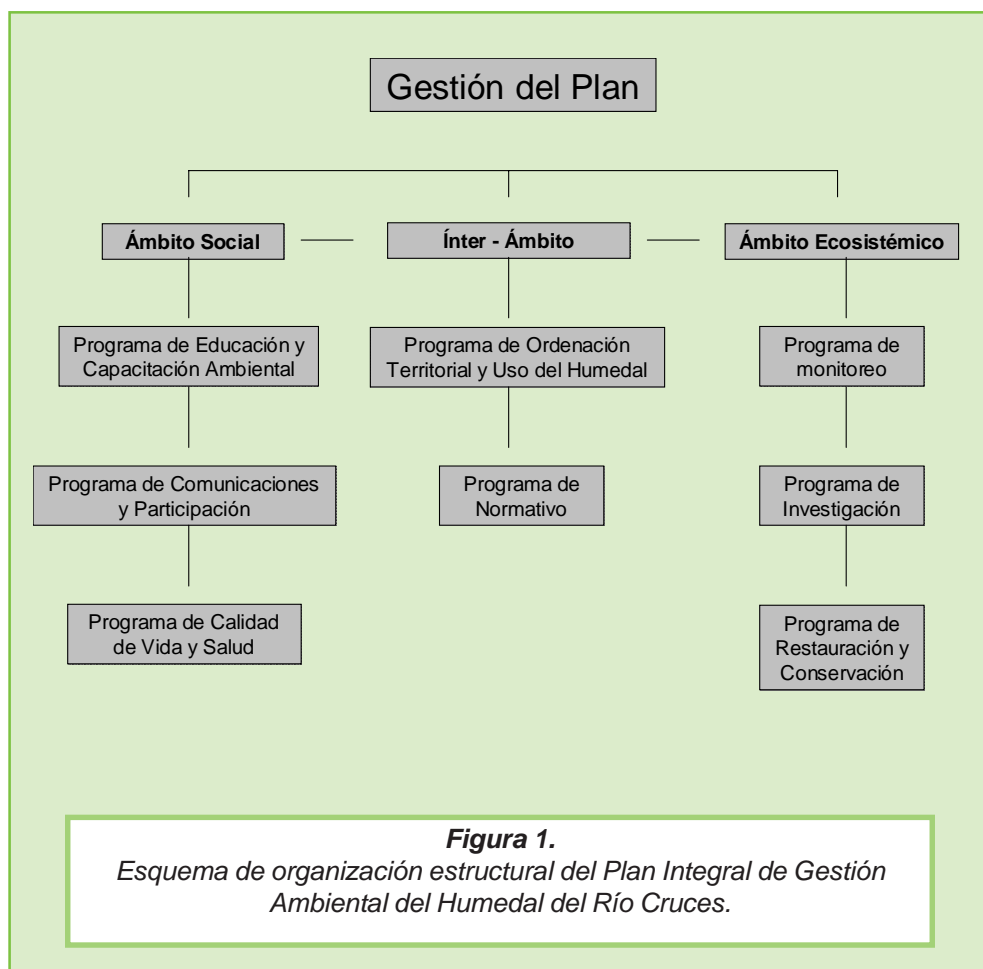 Gestión del Plan
Ámbito Social
Ínter - Ámbito
Ámbito Ecosistémico
Programa de Educación y
Capacitación Ambiental
Programa de Ordenación
Territorial y Uso del Humedal
Programa de
monitoreo
Programa de Comunicaciones
y Participación
Programa de
Normativo
Programa de
Investigación
Programa de Calidad
de Vida y Salud
Programa de
Restauración y
Conservación
Figura 1.
Esquema de organización estructural del Plan Integral de Gestión
Ambiental del Humedal del Río Cruces.